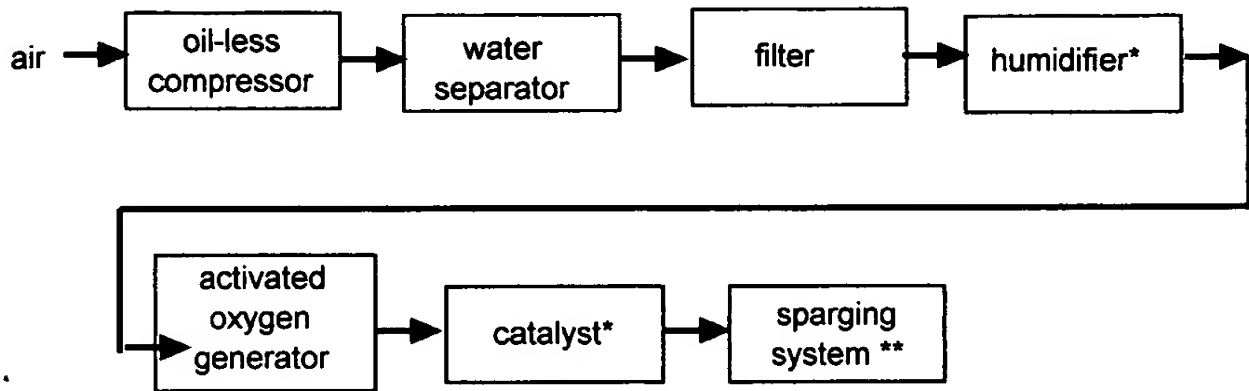 air
oil-less
compressor
water
separator
filter
humidifier*
activated
oxygen
generator
catalyst*
sparging
system **